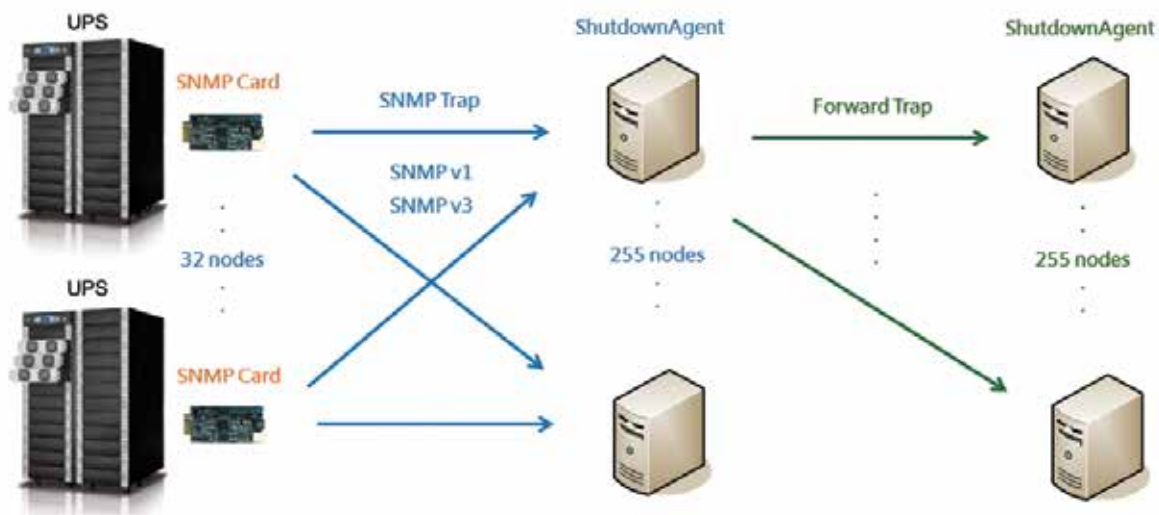 UPS
SNMP Card
32 nodes
UPS
SNMP Card
SNMP Trap
SNMP v1
SNMP v3
ShutdownAgent
255 nodes
Forward Trap
ShutdownAgent
255 nodes